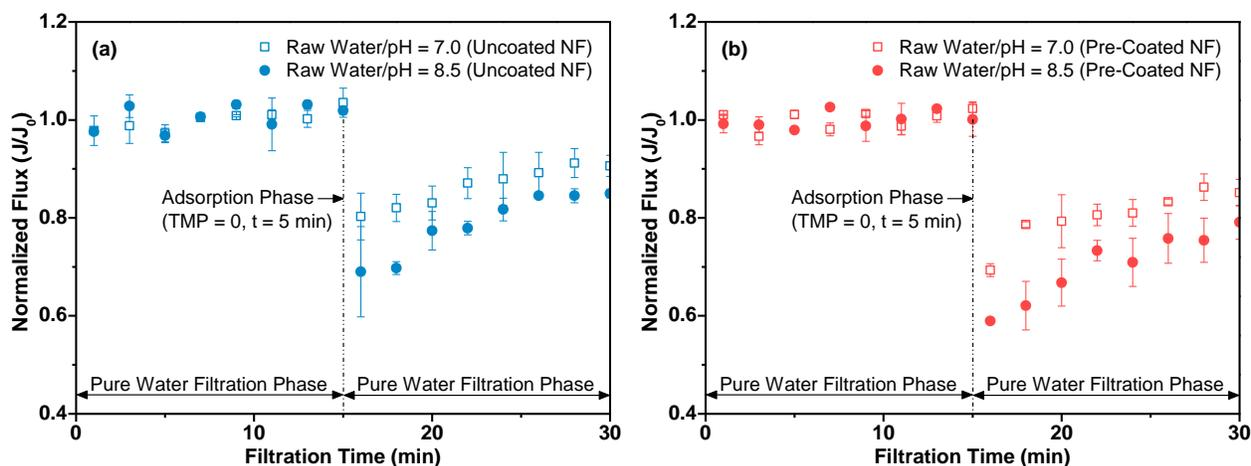 (a)
Raw Water/pH = 7.0 (Uncoated NF)
Raw Water/pH = 8.5 (Uncoated NF)
Normalized Flux (J/J₀)
1.2
1.0
0.8
0.6
0.4
Adsorption Phase
(TMP = 0, t = 5 min)
Pure Water Filtration Phase
Pure Water Filtration Phase
0
10
20
30
Filtration Time (min)
(b)
Raw Water/pH = 7.0 (Pre-Coated NF)
Raw Water/pH = 8.5 (Pre-Coated NF)
Normalized Flux (J/J₀)
1.2
1.0
0.8
0.6
0.4
Adsorption Phase
(TMP = 0, t = 5 min)
Pure Water Filtration Phase
Pure Water Filtration Phase
0
10
20
30
Filtration Time (min)